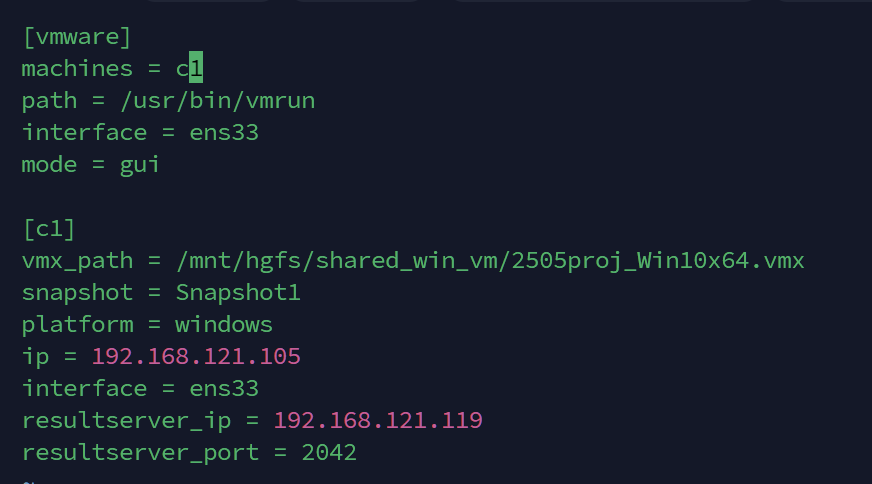 [vmware]
machines = c1
path = /usr/bin/vmrun
interface = ens33
mode = gui
[c1]
vmx_path = /mnt/hgfs/shared_win_vm/2505proj_Win10x64.vmx
snapshot = Snapshot1
platform = windows
ip = 192.168.121.105
interface = ens33
resultserver_ip = 192.168.121.119
resultserver_port = 2042